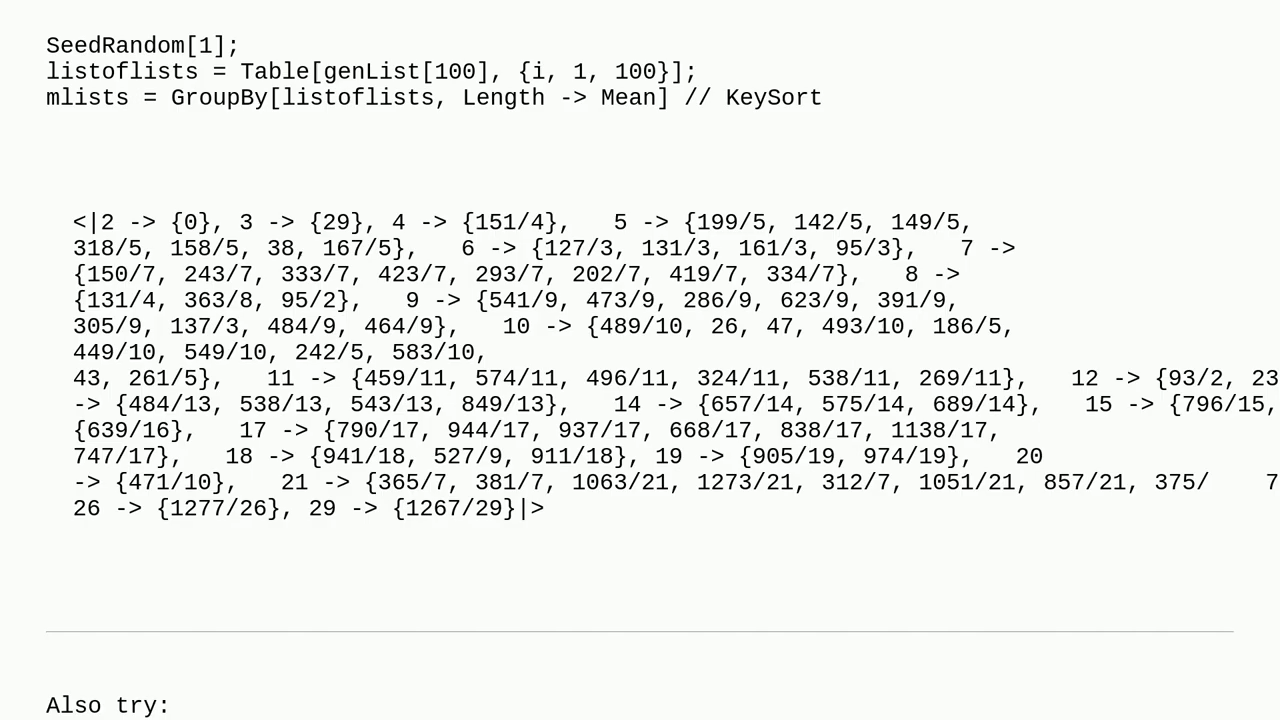 SeedRandom[1];
listoflists = Table[genList[100], {i, 1, 100}];
mlists = GroupBy[listoflists, Length -> Mean] // KeySort
<|2 -> {0}, 3 -> {29}, 4 -> {151/4},   5 -> {199/5, 142/5, 149/5,
318/5, 158/5, 38, 167/5},   6 -> {127/3, 131/3, 161/3, 95/3},   7 ->
{150/7, 243/7, 333/7, 423/7, 293/7, 202/7, 419/7, 334/7},   8 ->
{131/4, 363/8, 95/2},   9 -> {541/9, 473/9, 286/9, 623/9, 391/9,
305/9, 137/3, 484/9, 464/9},   10 -> {489/10, 26, 47, 493/10, 186/5,
449/10, 549/10, 242/5, 583/10,
43, 261/5},   11 -> {459/11, 574/11, 496/11, 324/11, 538/11, 269/11},   12 -> {93/2, 23
-> {484/13, 538/13, 543/13, 849/13},   14 -> {657/14, 575/14, 689/14},   15 -> {796/15,
{639/16},   17 -> {790/17, 944/17, 937/17, 668/17, 838/17, 1138/17,
747/17},   18 -> {941/18, 527/9, 911/18}, 19 -> {905/19, 974/19},   20
-> {471/10},   21 -> {365/7, 381/7, 1063/21, 1273/21, 312/7, 1051/21, 857/21, 375/    7
26 -> {1277/26}, 29 -> {1267/29}|>
Also try: